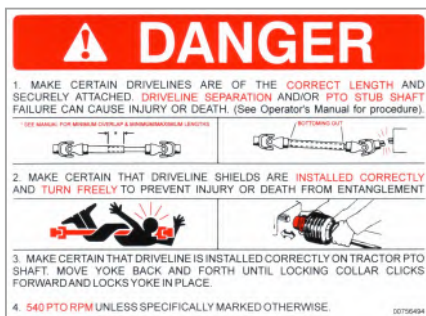 DANGER
1. MAKE CERTAIN DRIVELINES ARE OF THE CORRECT LENGTH AND
SECURELY ATTACHED. DRIVELINE SEPARATION AND/OR PTO STUB SHAFT
FAILURE CAN CAUSE INJURY OR DEATH. (See Operator's Manual for procedure).
* SEE MANUAL FOR MINIMUM OVERLAP & MINIMUM/MAXIMUM LENGTHS
BOTTOMING OUT
2. MAKE CERTAIN THAT DRIVELINE SHIELDS ARE INSTALLED CORRECTLY
AND TURN FREELY TO PREVENT INJURY OR DEATH FROM ENTANGLEMENT
3. MAKE CERTAIN THAT DRIVELINE IS INSTALLED CORRECTLY ON TRACTOR PTO
SHAFT. MOVE YOKE BACK AND FORTH UNTIL LOCKING COLLAR CLICKS
FORWARD AND LOCKS YOKE IN PLACE.
4. 540 PTO RPM UNLESS SPECIFICALLY MARKED OTHERWISE.
00756494